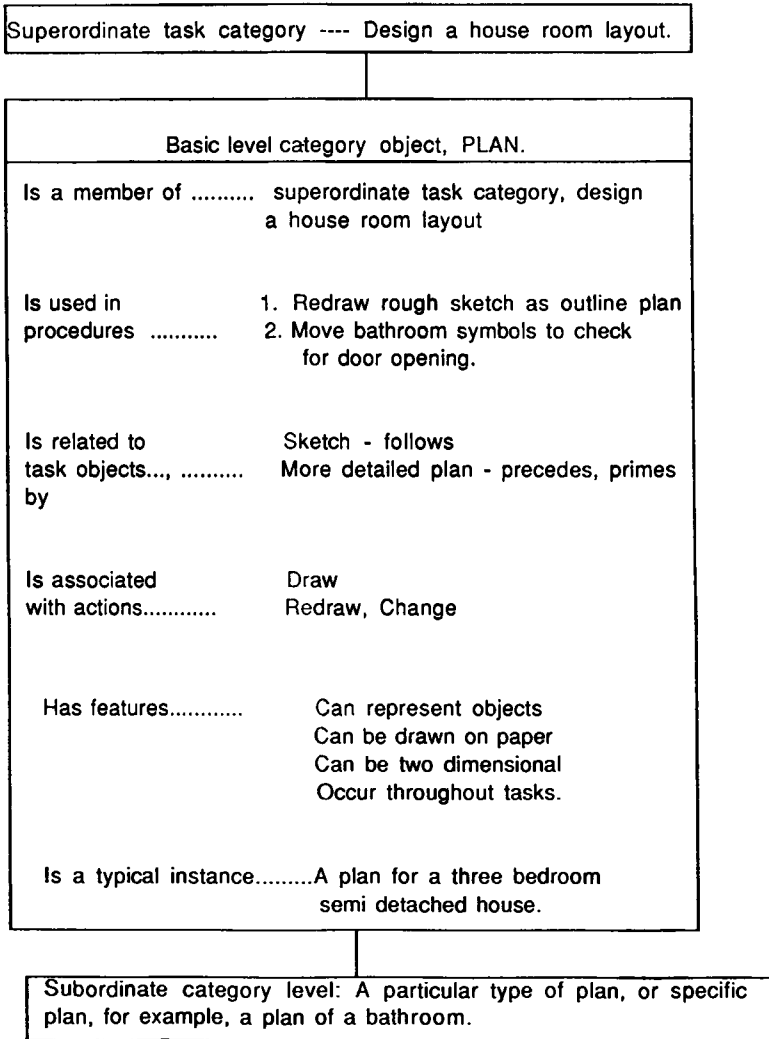 Superordinate task category ---- Design a house room layout.
Basic level category object, PLAN.
Is a member of .......... superordinate task category, design
a house room layout
Is used in 1. Redraw rough sketch as outline plan
procedures ........... 2. Move bathroom symbols to check
for door opening.
Is related to Sketch - follows
task objects..., .......... More detailed plan - precedes, primes
by
Is associated Draw
with actions............ Redraw, Change
Has features............ Can represent objects
Can be drawn on paper
Can be two dimensional
Occur throughout tasks.
Is a typical instance.........A plan for a three bedroom
semi detached house.
Subordinate category level: A particular type of plan, or specific
plan, for example, a plan of a bathroom.